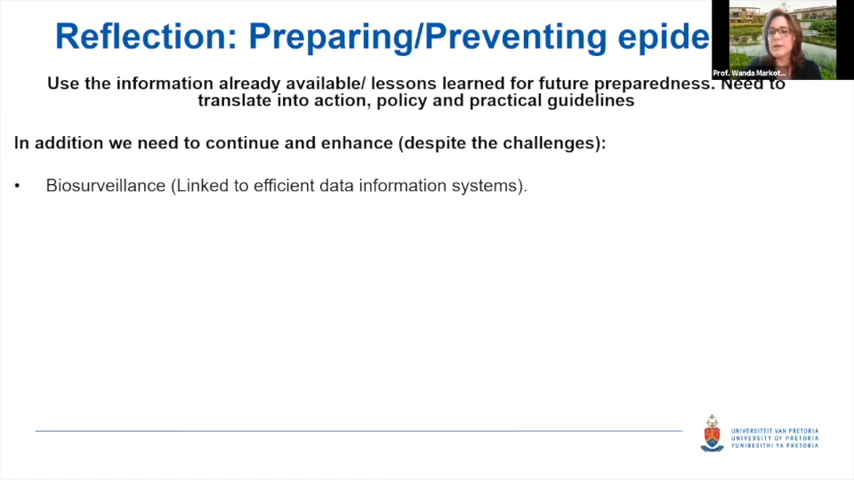 Reflection: Preparing/Preventing epide
Prof. Wanda Markot...
Use the information already available/ lessons learned for future preparedness. Need to
translate into action, policy and practical guidelines
In addition we need to continue and enhance (despite the challenges):
• Biosurveillance (Linked to efficient data information systems).
UNIVERSITEIT VAN PRETORIA
UNIVERSITY OF PRETORIA
YUNIBESITHI YA PRETORIA